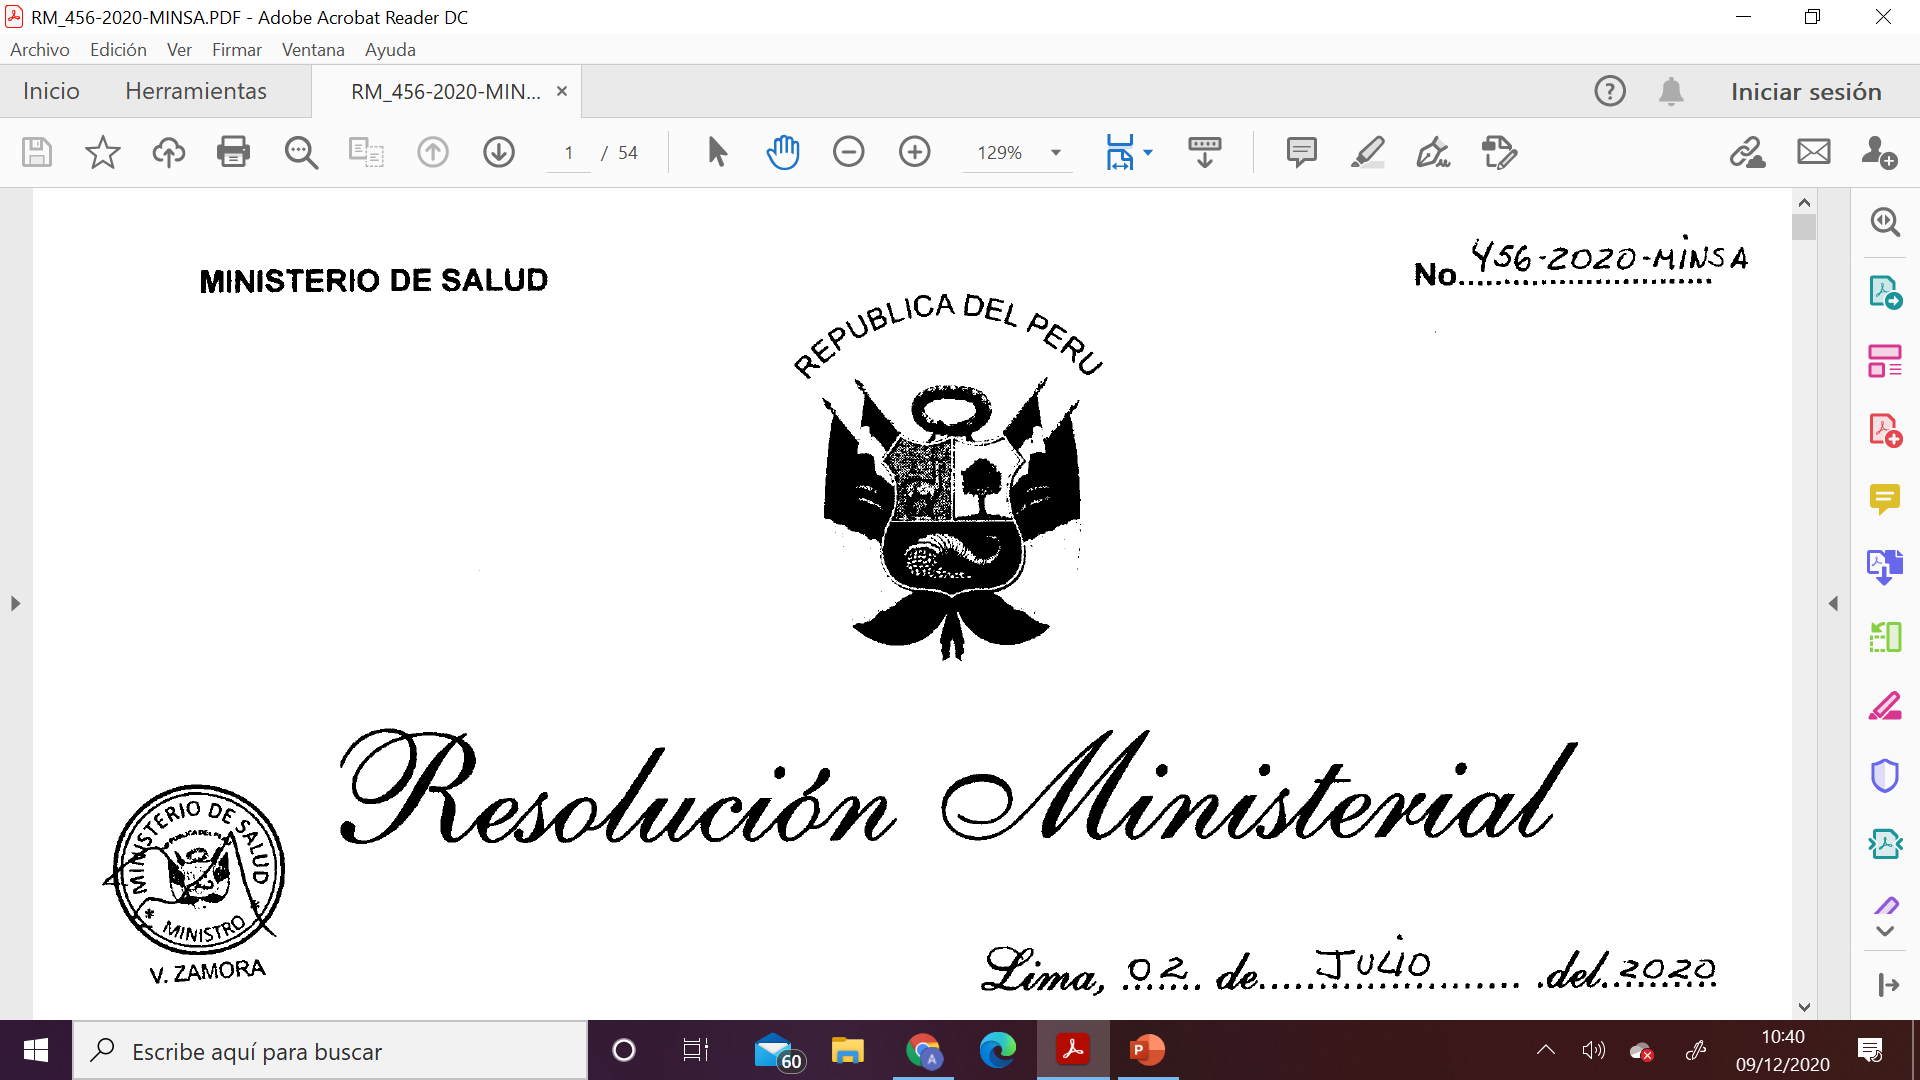 RM_456-2020-MINSA.PDF - Adobe Acrobat Reader DC
Archivo Edición Ver Firmar Ventana Ayuda
Inicio Herramientas RM_456-2020-MIN... × Iniciar sesión
1 / 54 129%
MINISTERIO DE SALUD
No. 456-2020-MINSA
REPUBLICA DEL PERU
Resolución Ministerial
MINISTERIO DE SALUD
REPUBLICA DEL PERU
* MINISTRO *
V. ZAMORA
Lima, 02 de JULIO del 2020
Escribe aquí para buscar
60
A
P
10:40
09/12/2020